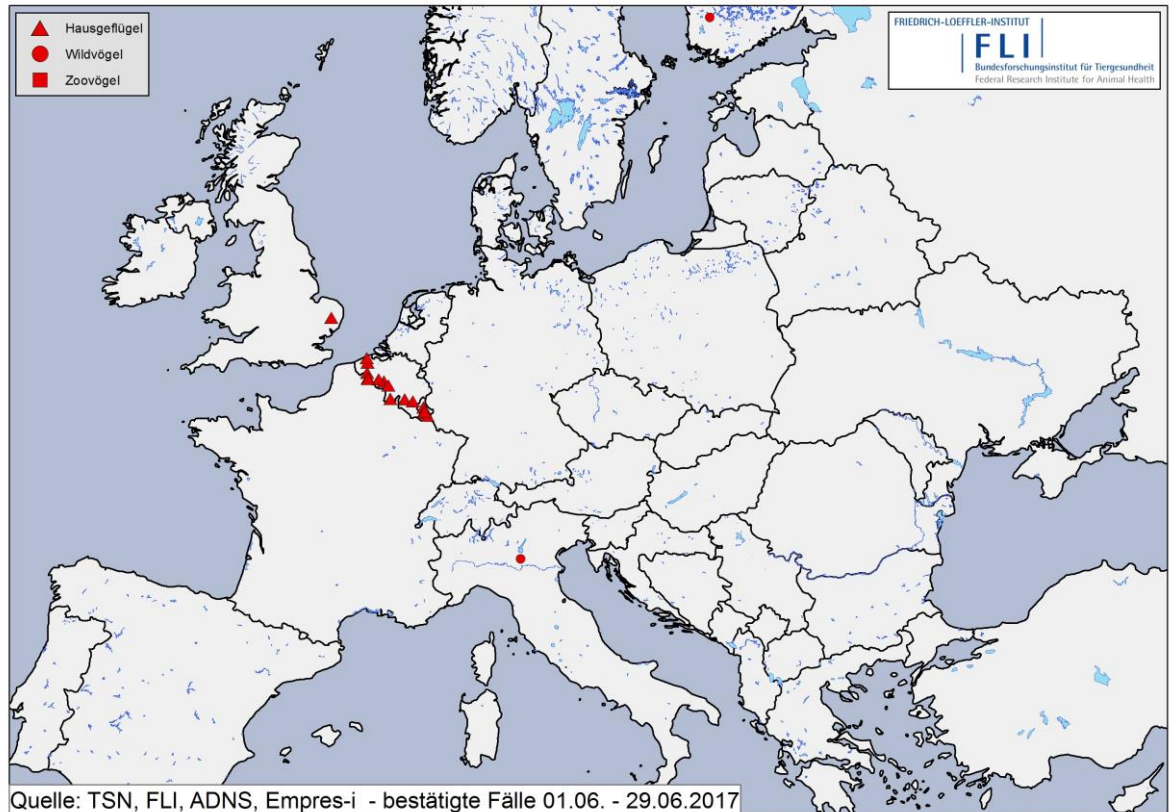 Hausgeflügel
Wildvögel
Zoovögel
FRIEDRICH-LOEFFLER-INSTITUT
FLI
Bundesforschungsinstitut für Tiergesundheit
Federal Research Institute for Animal Health
Quelle: TSN, FLI, ADNS, Empres-i - bestätigte Fälle 01.06. - 29.06.2017